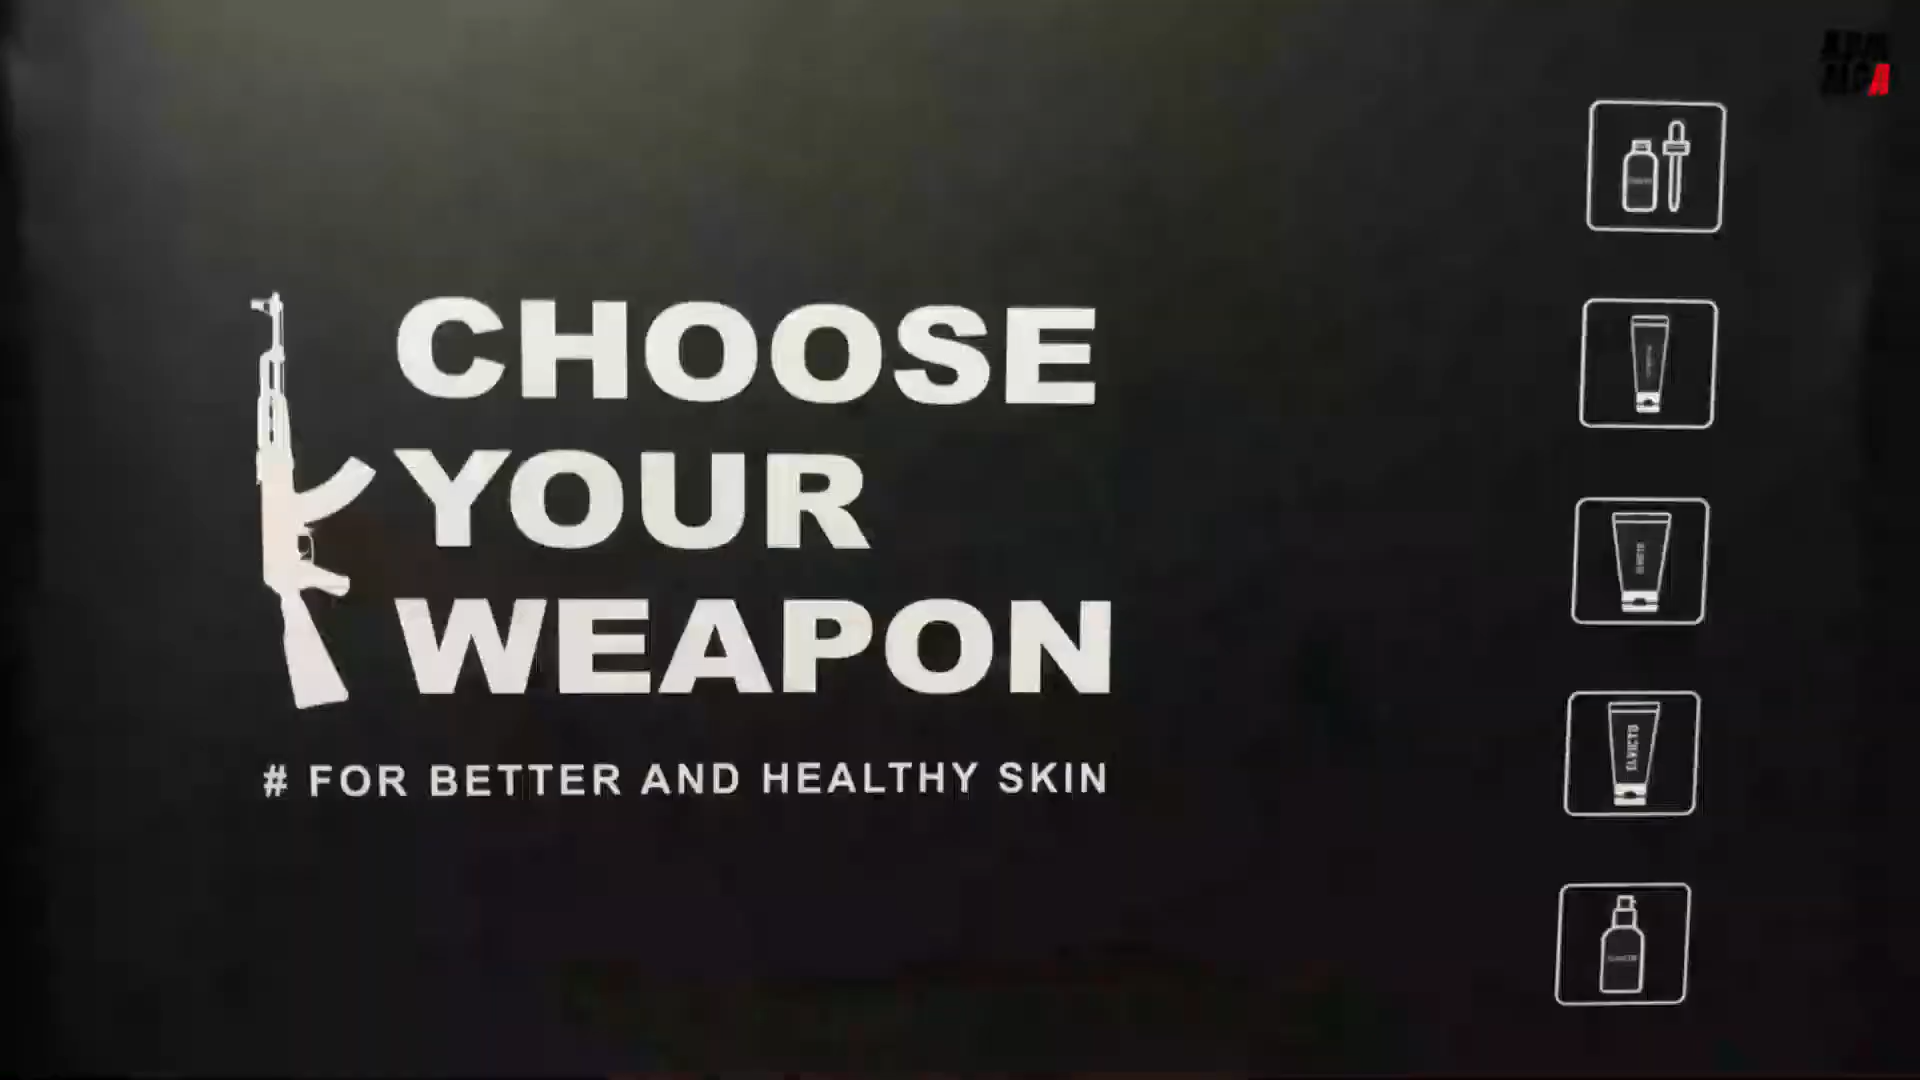 CHOOSE
YOUR
WEAPON
# FOR BETTER AND HEALTHY SKIN